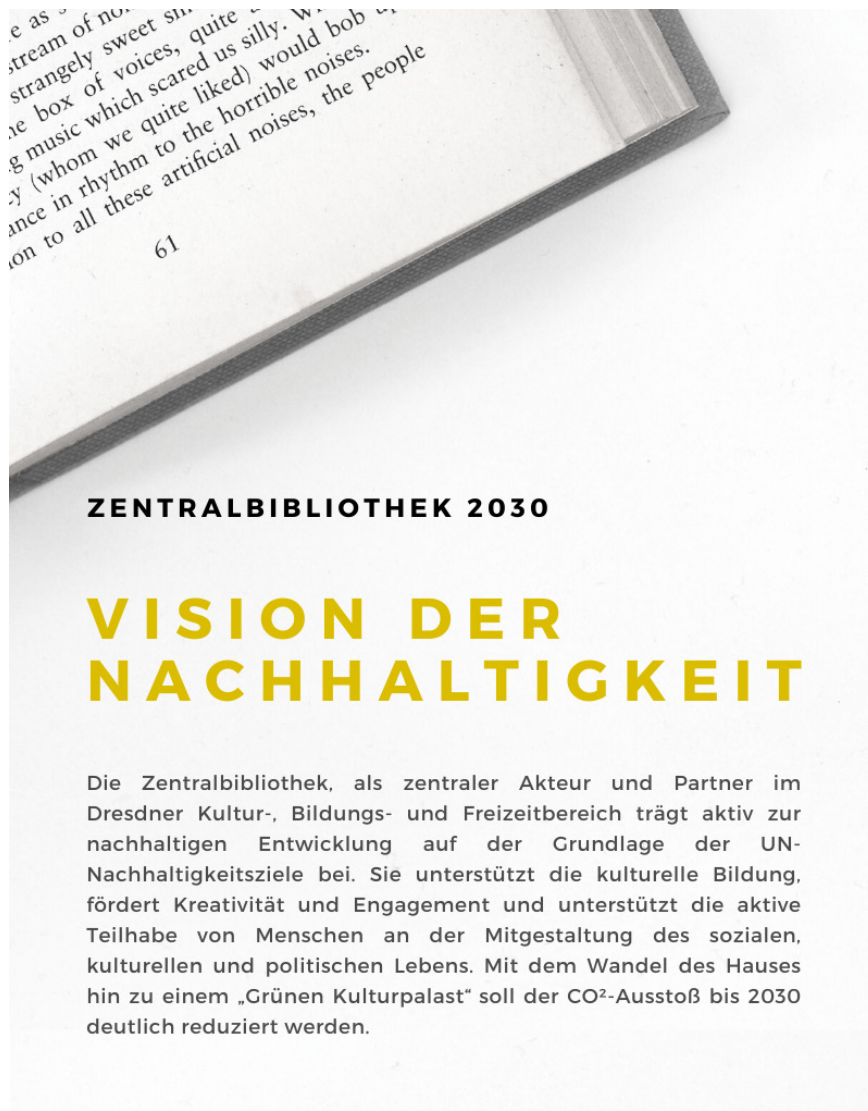 e as
stream of
strangely sweet
box of voices, quite
g music which scared us silly.
y (whom we quite liked) would bob
ance in rhythm to the horrible noises.
ion to all these artificial noises, the people
61
ZENTRALBIBLIOTHEK 2030
VISION DER
NACHHALTIGKEIT
Die Zentralbibliothek, als zentraler Akteur und Partner im
Dresdner Kultur-, Bildungs- und Freizeitbereich trägt aktiv zur
nachhaltigen Entwicklung auf der Grundlage der UN-
Nachhaltigkeitsziele bei. Sie unterstützt die kulturelle Bildung,
fördert Kreativität und Engagement und unterstützt die aktive
Teilhabe von Menschen an der Mitgestaltung des sozialen,
kulturellen und politischen Lebens. Mit dem Wandel des Hauses
hin zu einem „Grünen Kulturpalast“ soll der CO²-Ausstoß bis 2030
deutlich reduziert werden.